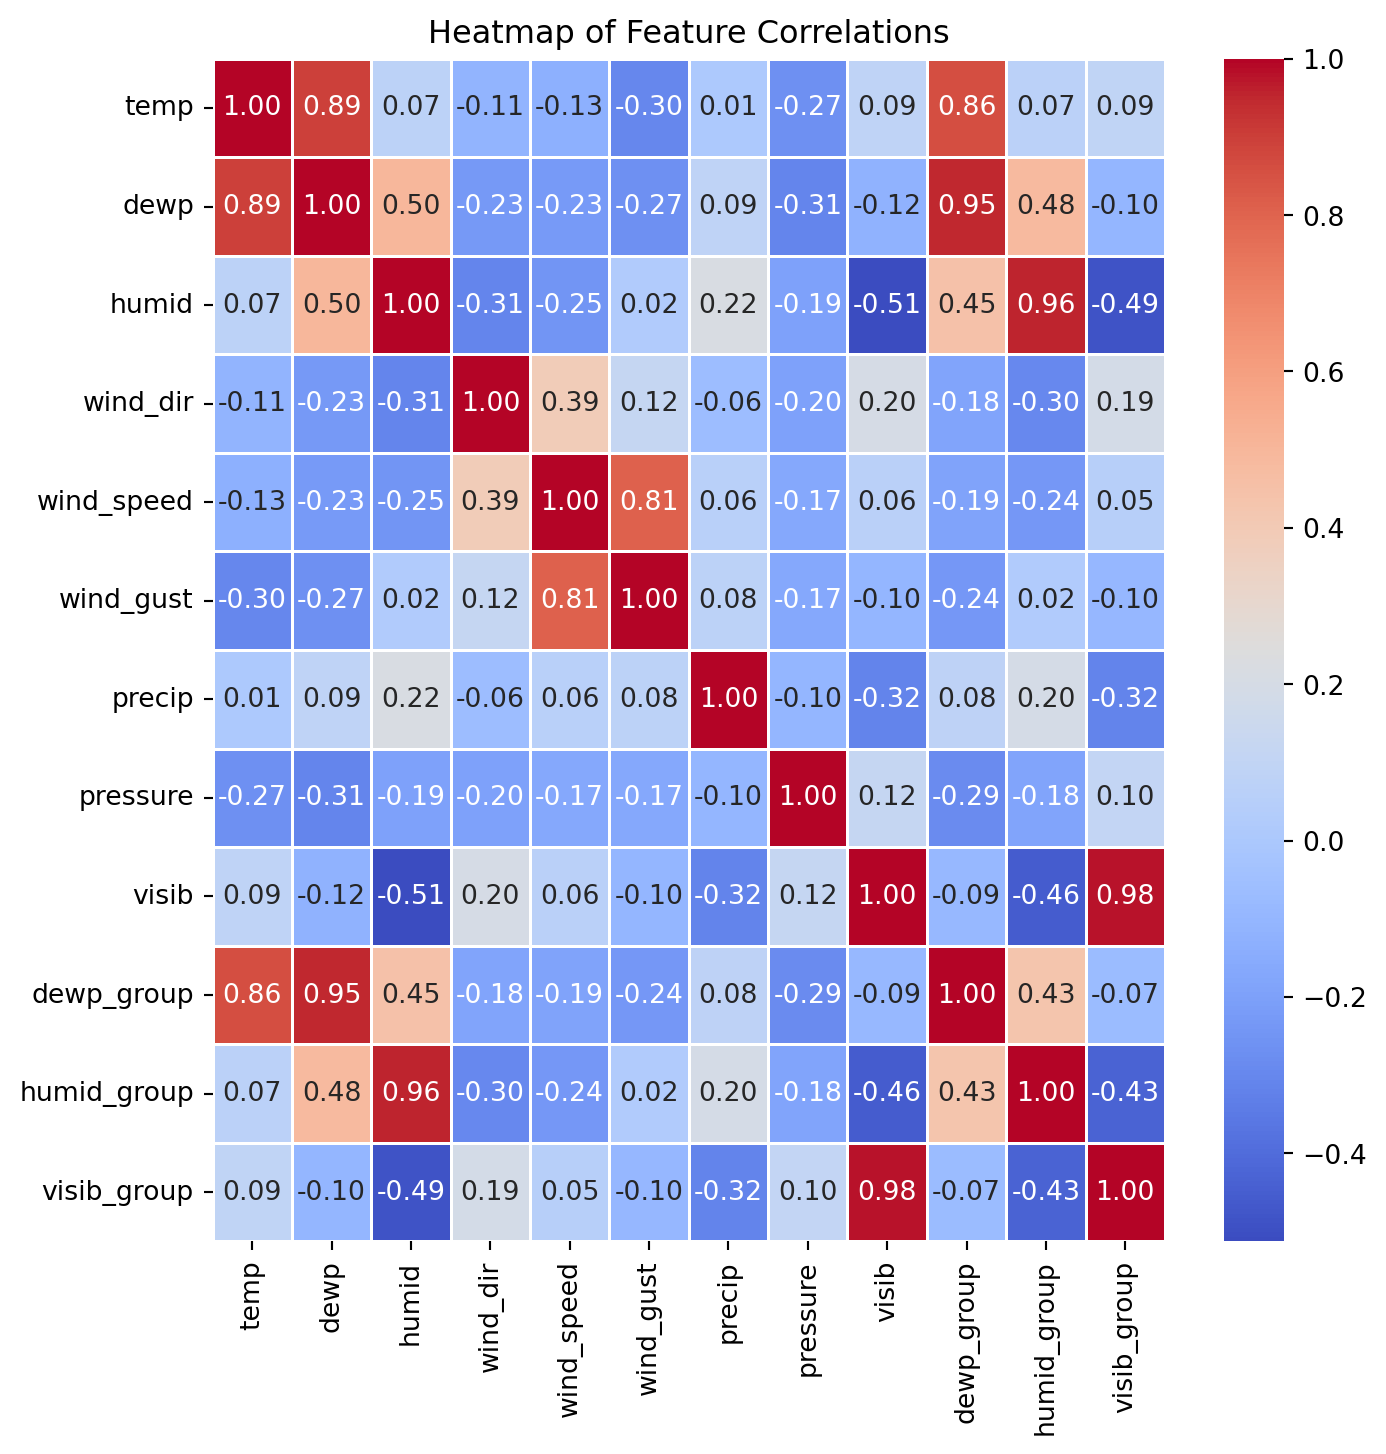 Heatmap of Feature Correlations
temp 1.00 0.89 0.07 -0.11 -0.13 -0.30 0.01 -0.27 0.09 0.86 0.07 0.09
dewp 0.89 1.00 0.50 -0.23 -0.23 -0.27 0.09 -0.31 -0.12 0.95 0.48 -0.10
humid 0.07 0.50 1.00 -0.31 -0.25 0.02 0.22 -0.19 -0.51 0.45 0.96 -0.49
wind_dir -0.11 -0.23 -0.31 1.00 0.39 0.12 -0.06 -0.20 0.20 -0.18 -0.30 0.19
wind_speed -0.13 -0.23 -0.25 0.39 1.00 0.81 0.06 -0.17 0.06 -0.19 -0.24 0.05
wind_gust -0.30 -0.27 0.02 0.12 0.81 1.00 0.08 -0.17 -0.10 -0.24 0.02 -0.10
precip 0.01 0.09 0.22 -0.06 0.06 0.08 1.00 -0.10 -0.32 0.08 0.20 -0.32
pressure -0.27 -0.31 -0.19 -0.20 -0.17 -0.17 -0.10 1.00 0.12 -0.29 -0.18 0.10
visib 0.09 -0.12 -0.51 0.20 0.06 -0.10 -0.32 0.12 1.00 -0.09 -0.46 0.98
dewp_group 0.86 0.95 0.45 -0.18 -0.19 -0.24 0.08 -0.29 -0.09 1.00 0.43 -0.07
humid_group 0.07 0.48 0.96 -0.30 -0.24 0.02 0.20 -0.18 -0.46 0.43 1.00 -0.43
visib_group 0.09 -0.10 -0.49 0.19 0.05 -0.10 -0.32 0.10 0.98 -0.07 -0.43 1.00
temp
dewp
humid
wind_dir
wind_speed
wind_gust
precip
pressure
visib
dewp_group
humid_group
visib_group
1.0
0.8
0.6
0.4
0.2
0.0
−0.2
−0.4